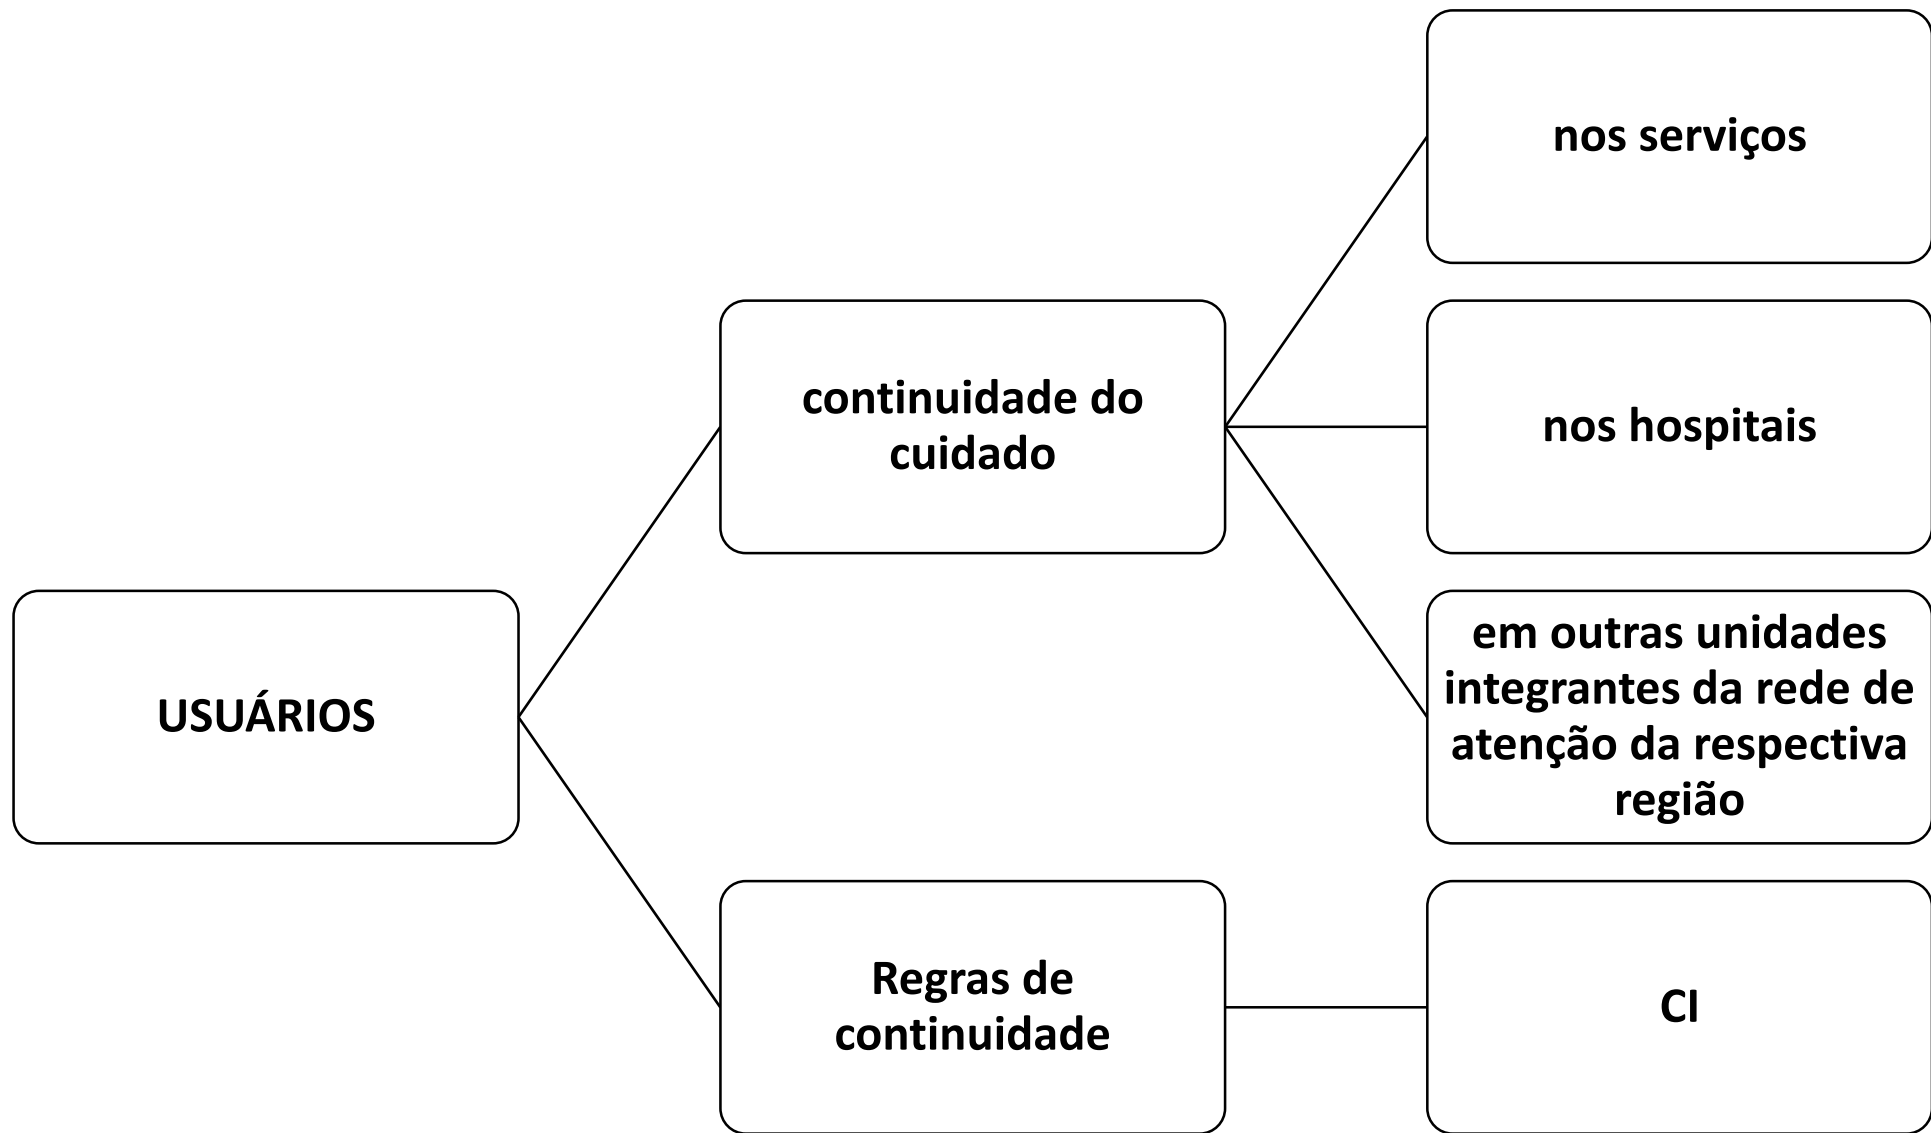 USUÁRIOS
continuidade do
cuidado
nos serviços
nos hospitais
em outras unidades
integrantes da rede de
atenção da respectiva
região
Regras de
continuidade
CI